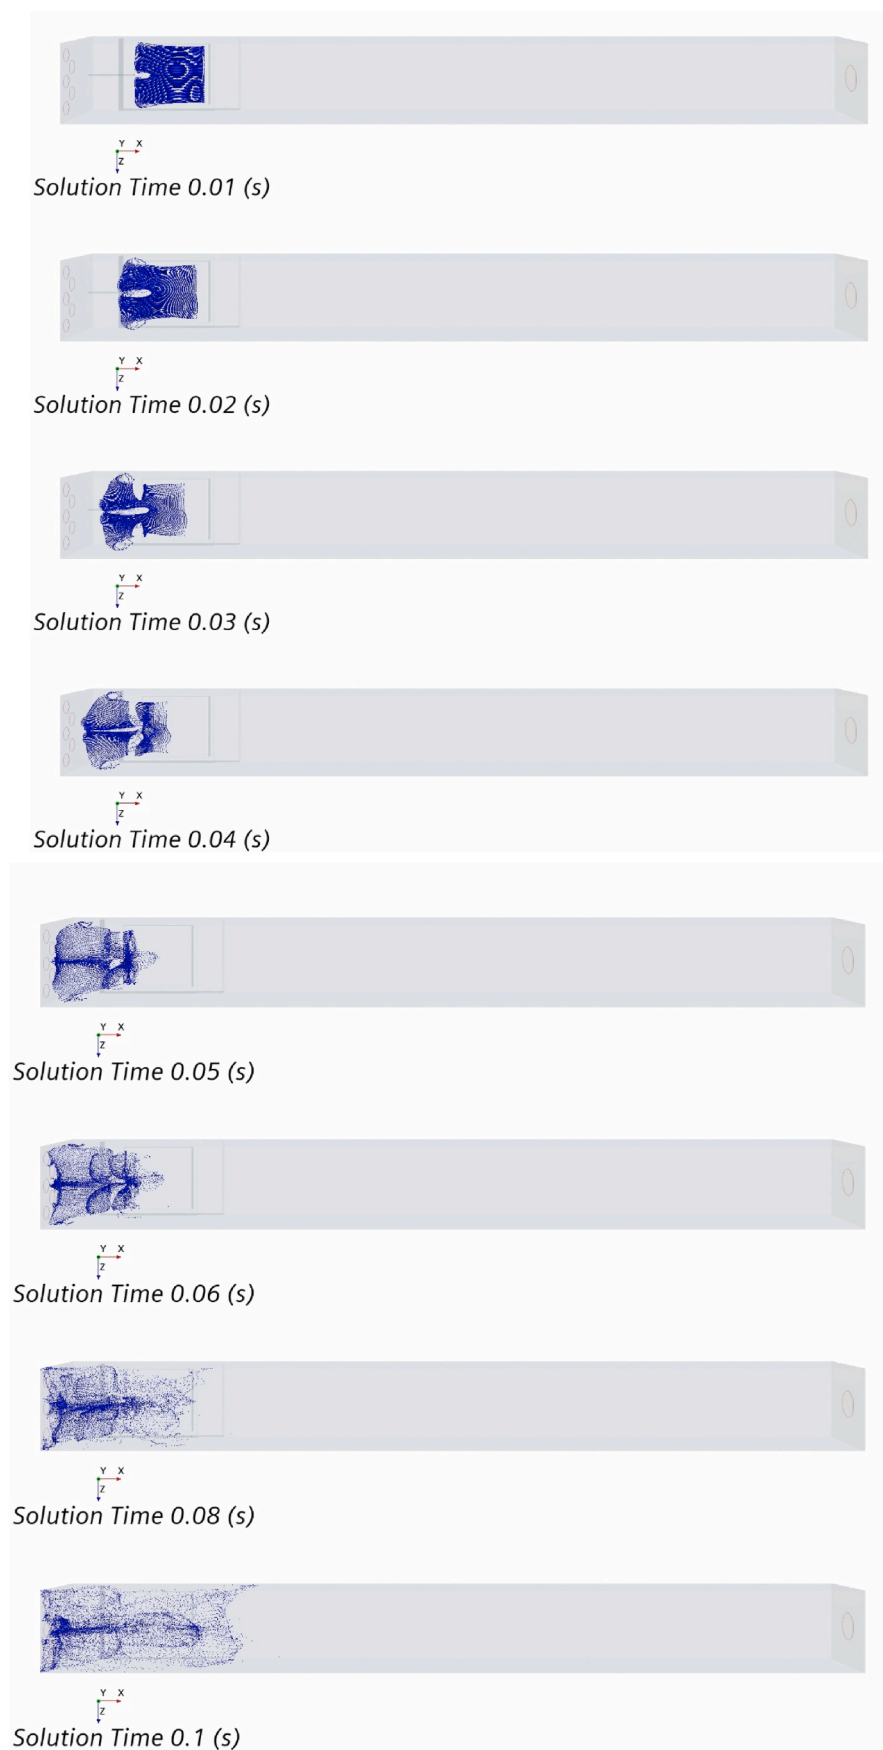 Y X
Z
Solution Time 0.01 (s)
Y X
Z
Solution Time 0.02 (s)
Y X
Z
Solution Time 0.03 (s)
Y X
Z
Solution Time 0.04 (s)
Y X
Z
Solution Time 0.05 (s)
Y X
Z
Solution Time 0.06 (s)
Y X
Z
Solution Time 0.08 (s)
Y X
Z
Solution Time 0.1 (s)